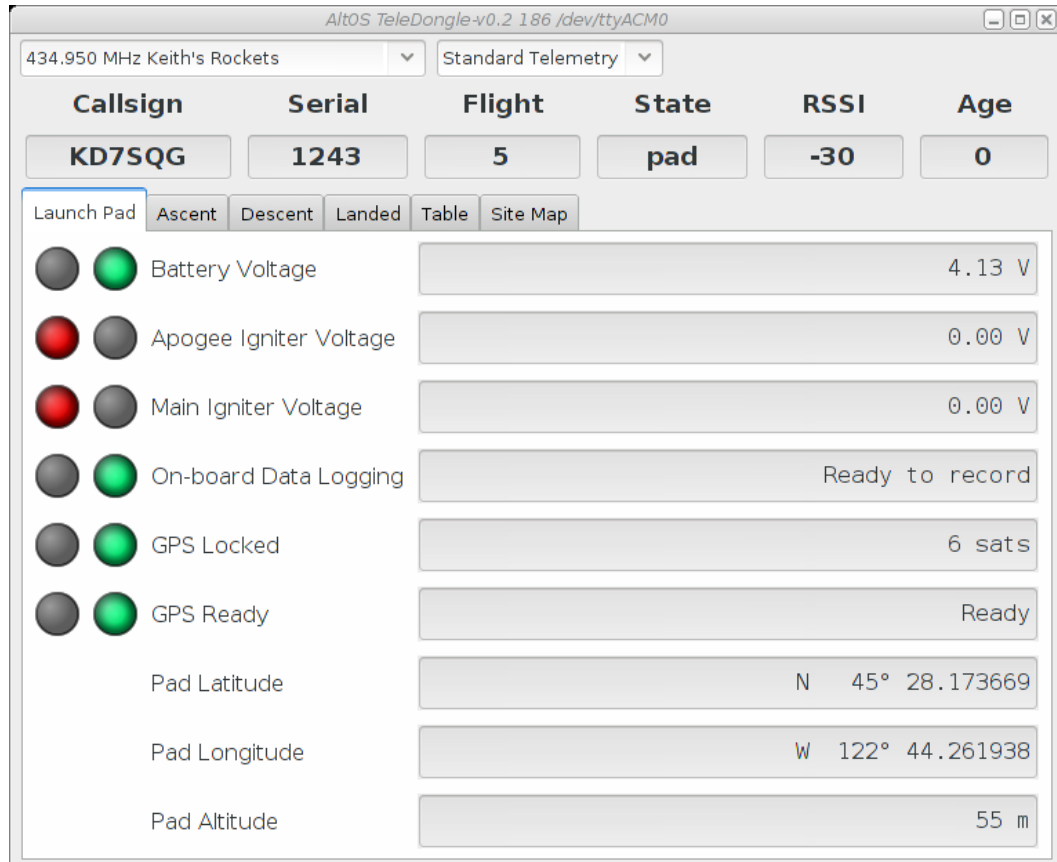 AltOS TeleDongle-v0.2 186 /dev/ttyACM0
434.950 MHz Keith's Rockets Standard Telemetry
Callsign Serial Flight State RSSI Age
KD7SQG 1243 5 pad -30 0
Launch Pad Ascent Descent Landed Table Site Map
Battery Voltage 4.13 V
Apogee Igniter Voltage 0.00 V
Main Igniter Voltage 0.00 V
On-board Data Logging Ready to record
GPS Locked 6 sats
GPS Ready Ready
Pad Latitude N 45° 28.173669
Pad Longitude W 122° 44.261938
Pad Altitude 55 m